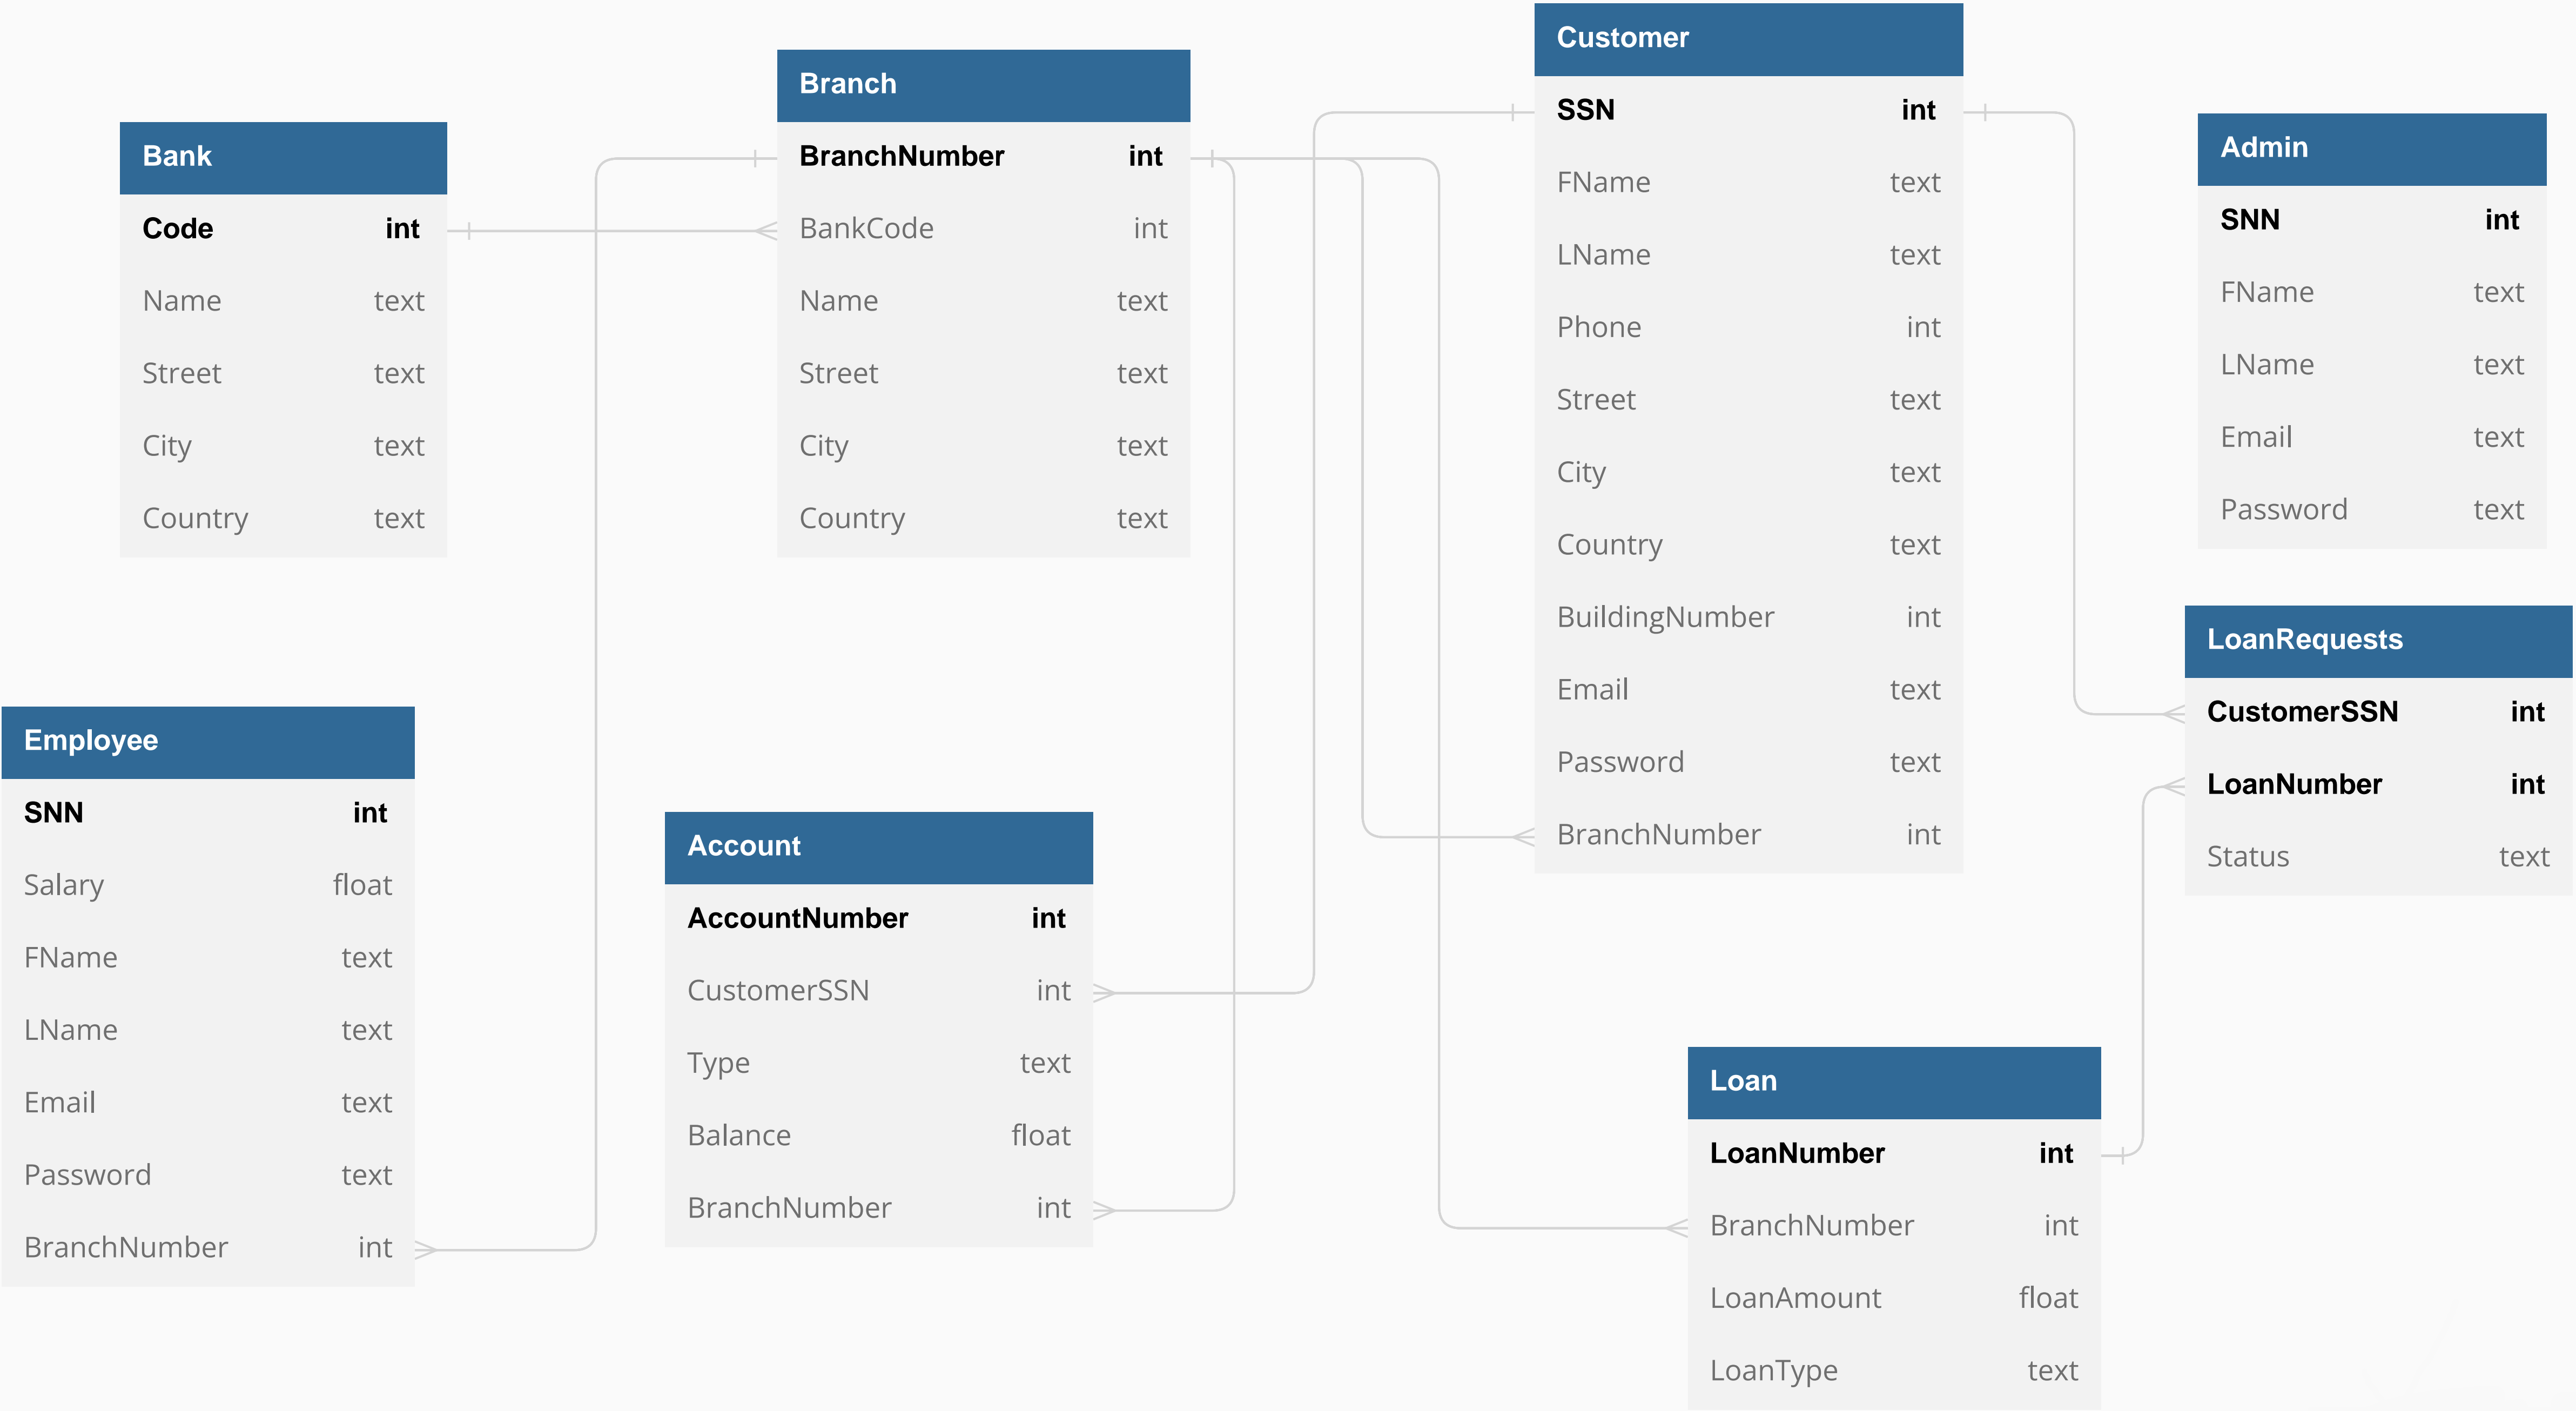 Bank
Code int
Name text
Street text
City text
Country text
Branch
BranchNumber int
BankCode int
Name text
Street text
City text
Country text
Customer
SSN int
FName text
LName text
Phone int
Street text
City text
Country text
BuildingNumber int
Email text
Password text
BranchNumber int
Admin
SNN int
FName text
LName text
Email text
Password text
LoanRequests
CustomerSSN int
LoanNumber int
Status text
Employee
SNN int
Salary float
FName text
LName text
Email text
Password text
BranchNumber int
Account
AccountNumber int
CustomerSSN int
Type text
Balance float
BranchNumber int
Loan
LoanNumber int
BranchNumber int
LoanAmount float
LoanType text